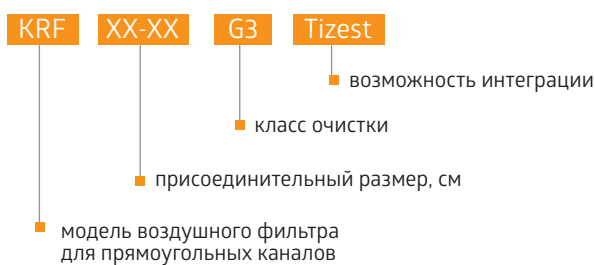 KRF XX-XX G3 Tizest
возможность интеграции
класс очистки
присоединительный размер, см
модель воздушного фильтра
для прямоугольных каналов